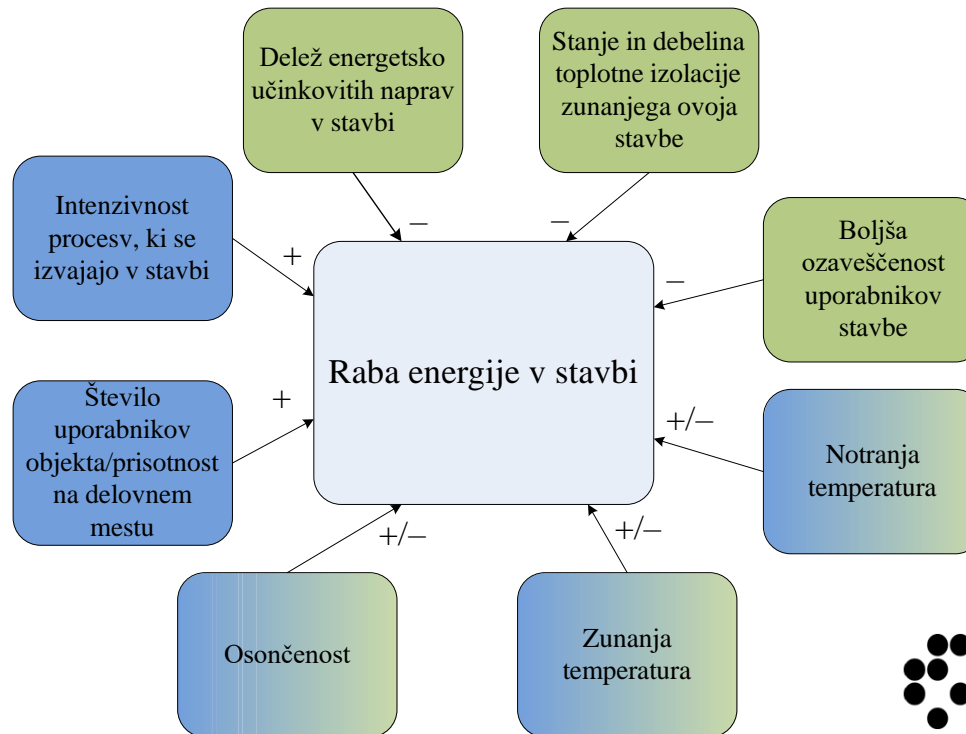 Delež energetsko
učinkovitih naprav
v stavbi
Stanje in debelina
toplotne izolacije
zunanjega ovoja
stavbe
Intenzivnost
procesv, ki se
izvajajo v stavbi
Boljša
ozaveščenost
uporabnikov
stavbe
–
–
+
–
Raba energije v stavbi
Število
uporabnikov
objekta/prisotnost
na delovnem
mestu
+
+/–
Notranja
temperatura
+/–
+/–
Osončenost
Zunanja
temperatura